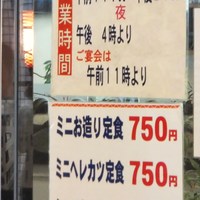 営業時間
夜
午後 4時より
ご宴会は
午前11時より
ミニお造り定食 750円
ミニヘレカツ定食 750円